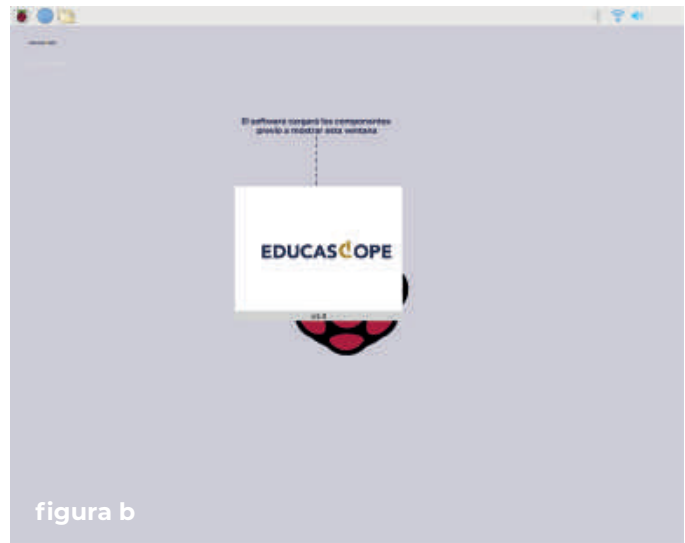 El software cargará los componentes
previo a mostrar esta ventana
EDUCASCOPE
figura b